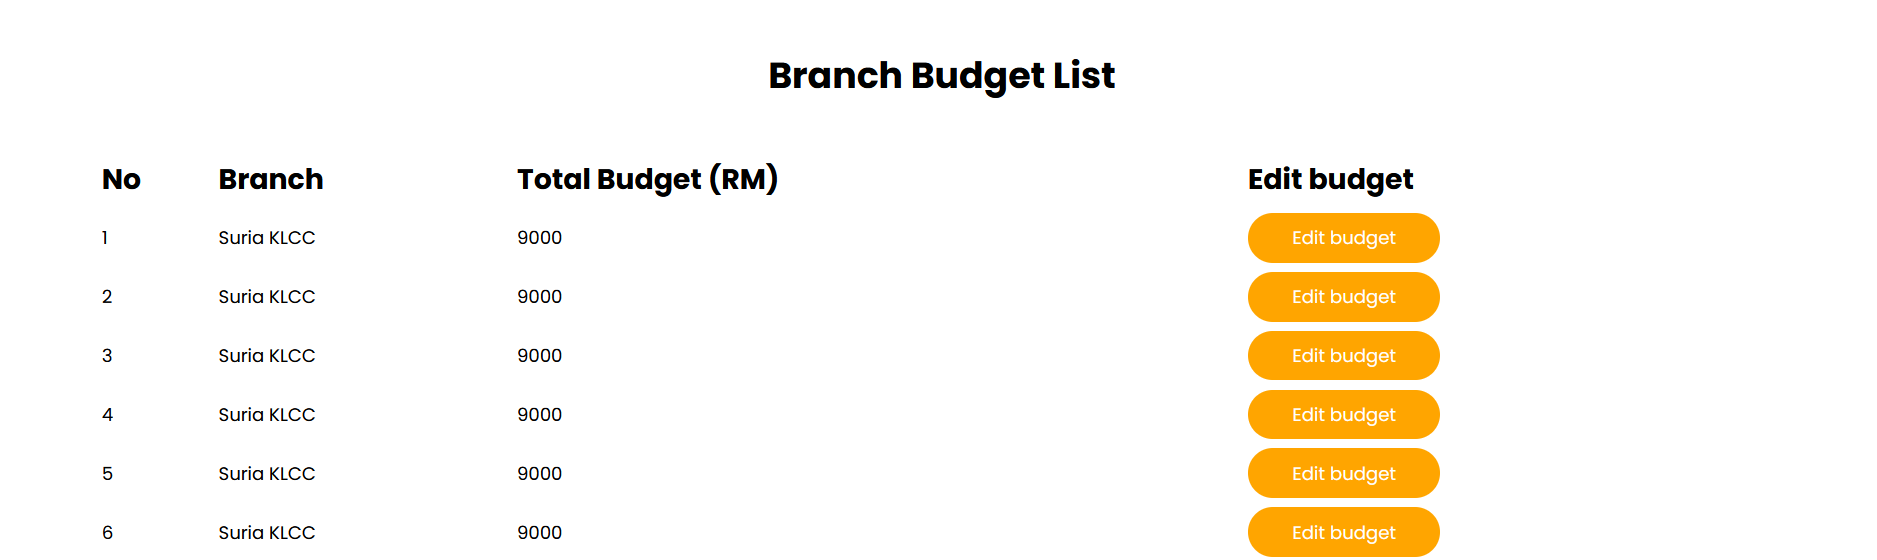 Branch Budget List
No Branch Total Budget (RM) Edit budget
1 Suria KLCC 9000 Edit budget
2 Suria KLCC 9000 Edit budget
3 Suria KLCC 9000 Edit budget
4 Suria KLCC 9000 Edit budget
5 Suria KLCC 9000 Edit budget
6 Suria KLCC 9000 Edit budget